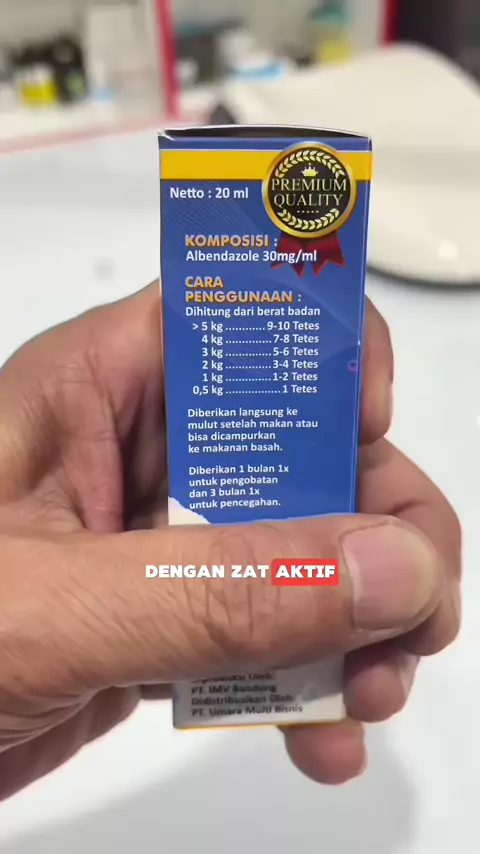 Netto : 20 ml
PREMIUM
QUALITY
KOMPOSISI :
Albendazole 30mg/ml
CARA
PENGGUNAAN :
Dihitung dari berat badan
> 5 kg ............ 9-10 Tetes
4 kg .............. 7-8 Tetes
3 kg .............. 5-6 Tetes
2 kg .............. 3-4 Tetes
1 kg .............. 1-2 Tetes
0,5 kg ................ 1 Tetes
Diberikan langsung ke
mulut setelah makan atau
bisa dicampurkan
ke makanan basah.
Diberikan 1 bulan 1x
untuk pengobatan
dan 3 bulan 1x
untuk pencegahan.
DENGAN ZAT AKTIF
PT. IMV Bandung
Didistribusikan Oleh:
PT. Umara Multi Bisnis